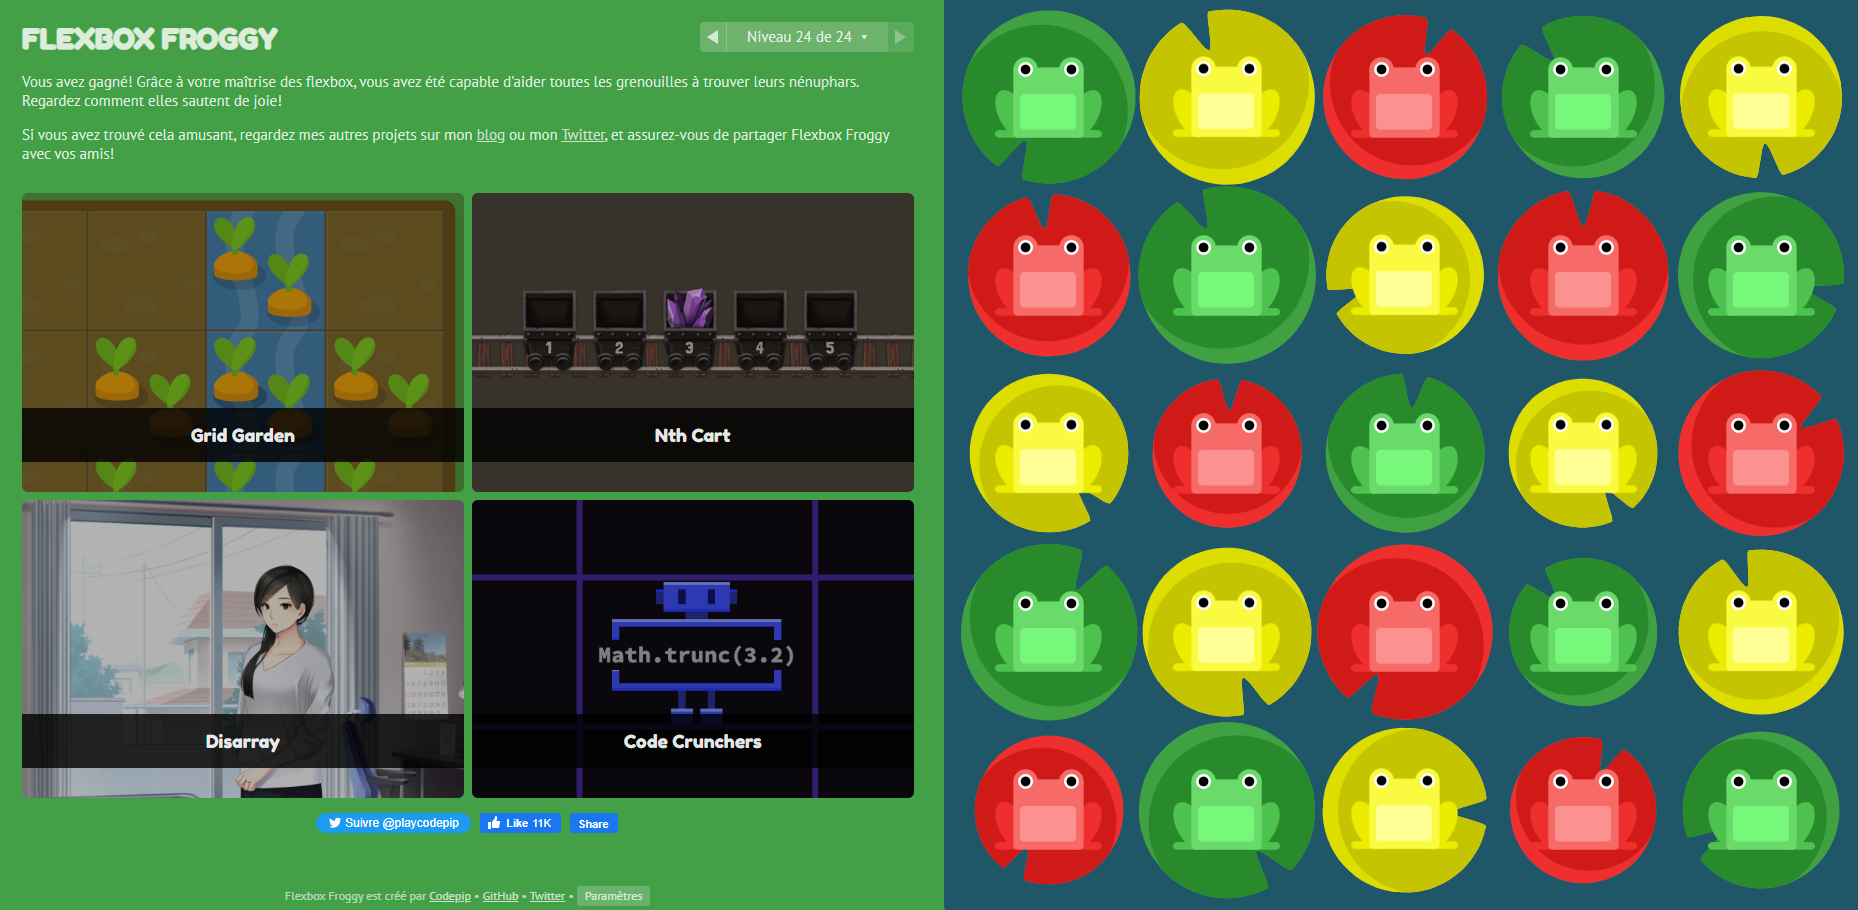 FLEXBOX FROGGY
Niveau 24 de 24
Vous avez gagné! Grâce à votre maîtrise des flexbox, vous avez été capable d'aider toutes les grenouilles à trouver leurs nénuphars.
Regardez comment elles sautent de joie!
Si vous avez trouvé cela amusant, regardez mes autres projets sur mon blog ou mon Twitter, et assurez-vous de partager Flexbox Froggy
avec vos amis!
1 2 3 4 5
Grid Garden
Nth Cart
Math.trunc(3.2)
Disarray
Code Crunchers
Suivre @playcodepip
Like 11K
Share
Flexbox Froggy est créé par Codepip • GitHub • Twitter • Paramètres